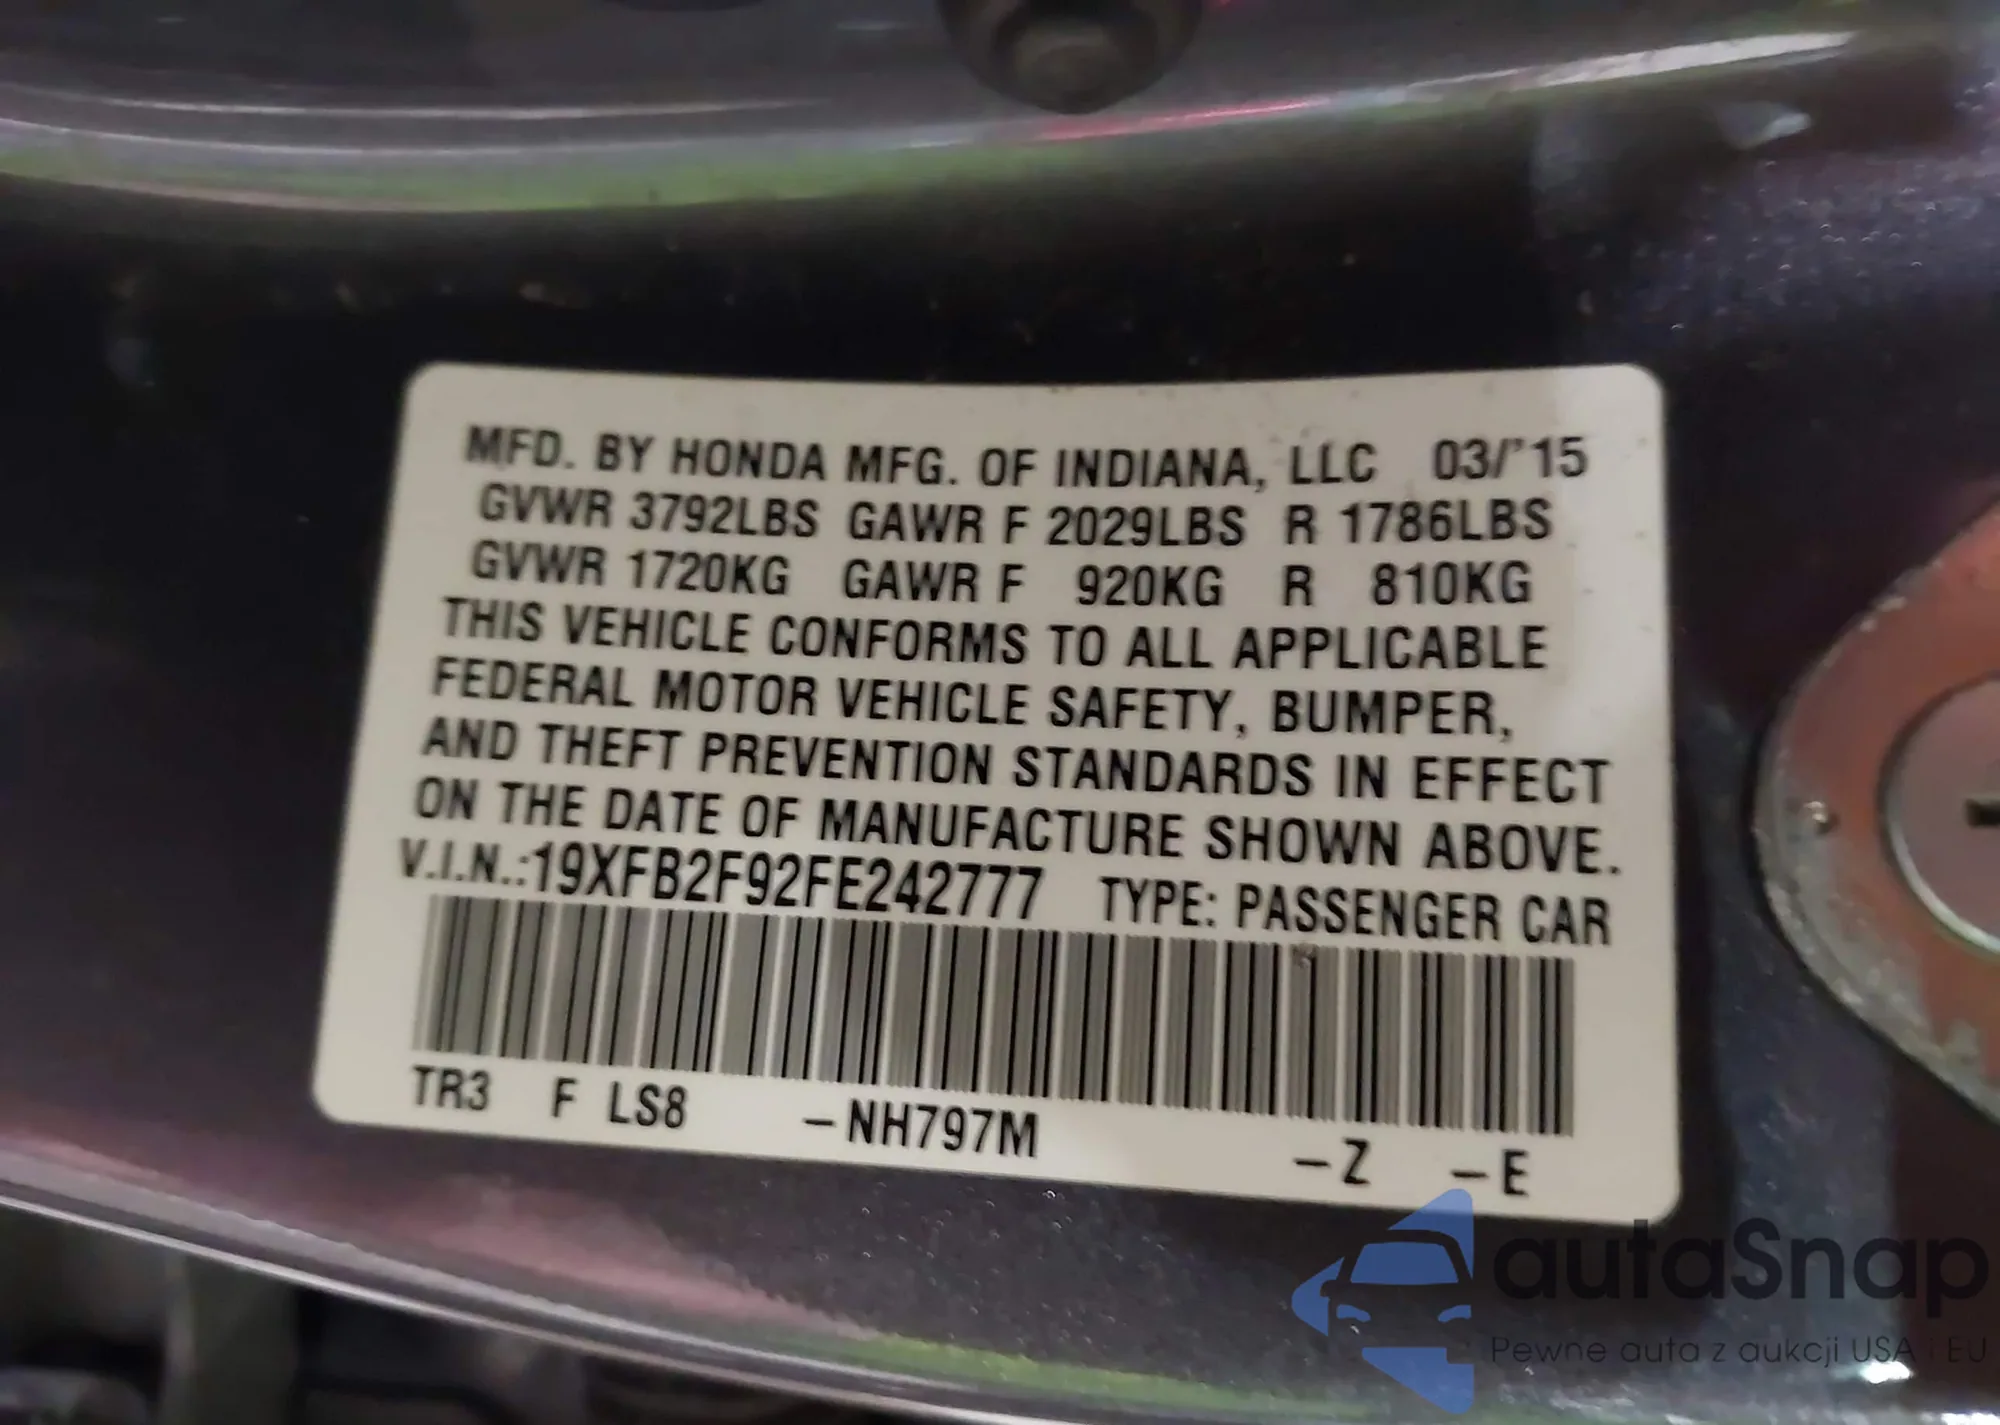 MFD. BY HONDA MFG. OF INDIANA, LLC 03/'15
GVWR 3792LBS GAWR F 2029LBS R 1786LBS
GVWR 1720KG GAWR F 920KG R 810KG
THIS VEHICLE CONFORMS TO ALL APPLICABLE
FEDERAL MOTOR VEHICLE SAFETY, BUMPER,
AND THEFT PREVENTION STANDARDS IN EFFECT
ON THE DATE OF MANUFACTURE SHOWN ABOVE.
V.I.N.:19XFB2F92FE242777 TYPE: PASSENGER CAR
TR3 F LS8 –NH797M –Z –E
autaSnap
Pewne auta z aukcji USA i EU